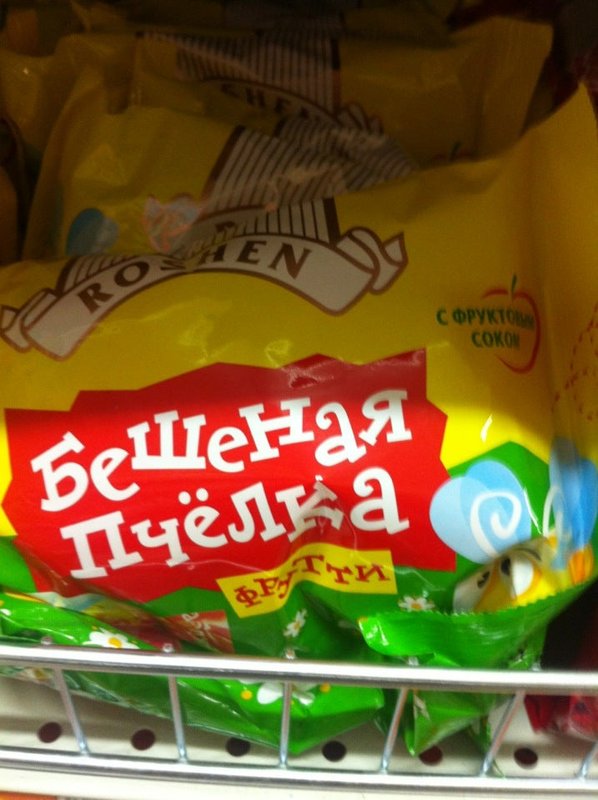 ROSHEN
С ФРУКТОВЫМ
СОКОМ
Бешеная
Пчёлка
ФРУТТИ